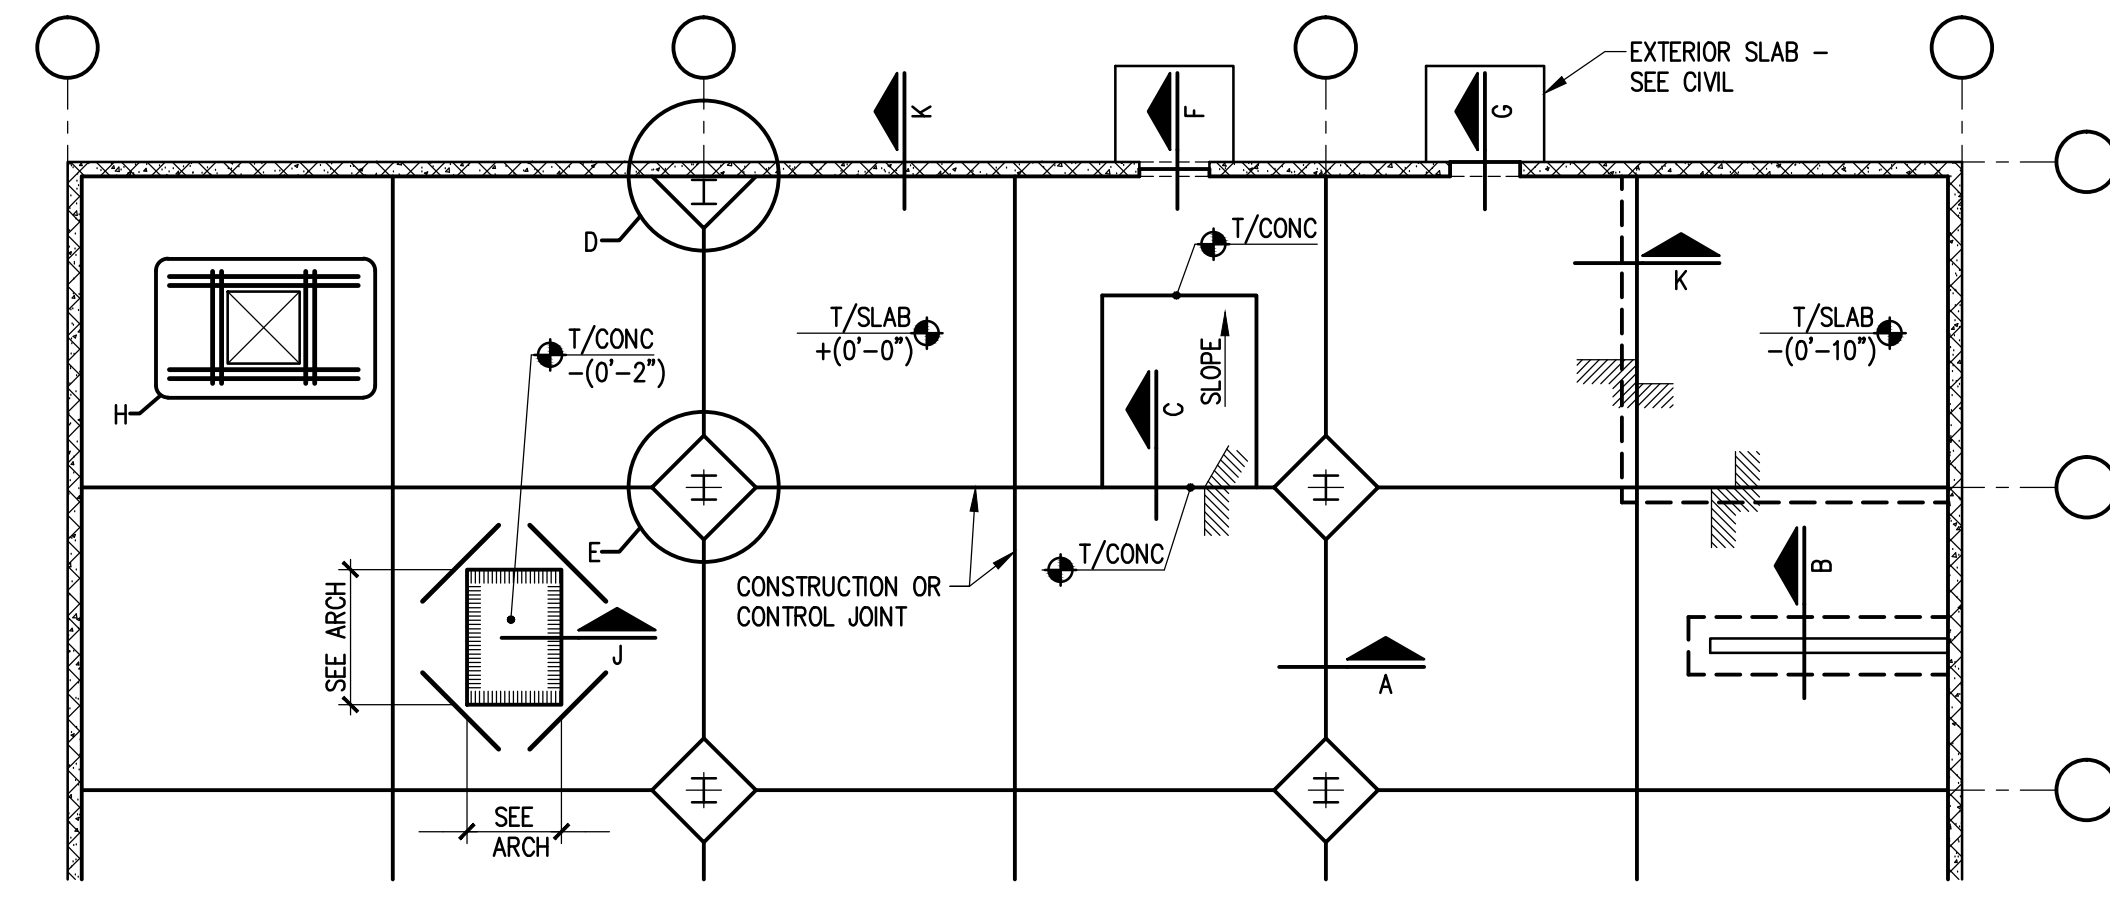 EXTERIOR SLAB –
SEE CIVIL
K
F
G
D
T/CONC
K
T/CONC
-(0'-2")
T/SLAB
+(0'-0")
SLOPE
C
T/SLAB
-(0'-10")
H
E
T/CONC
CONSTRUCTION OR
CONTROL JOINT
B
SEE ARCH
J
A
SEE
ARCH